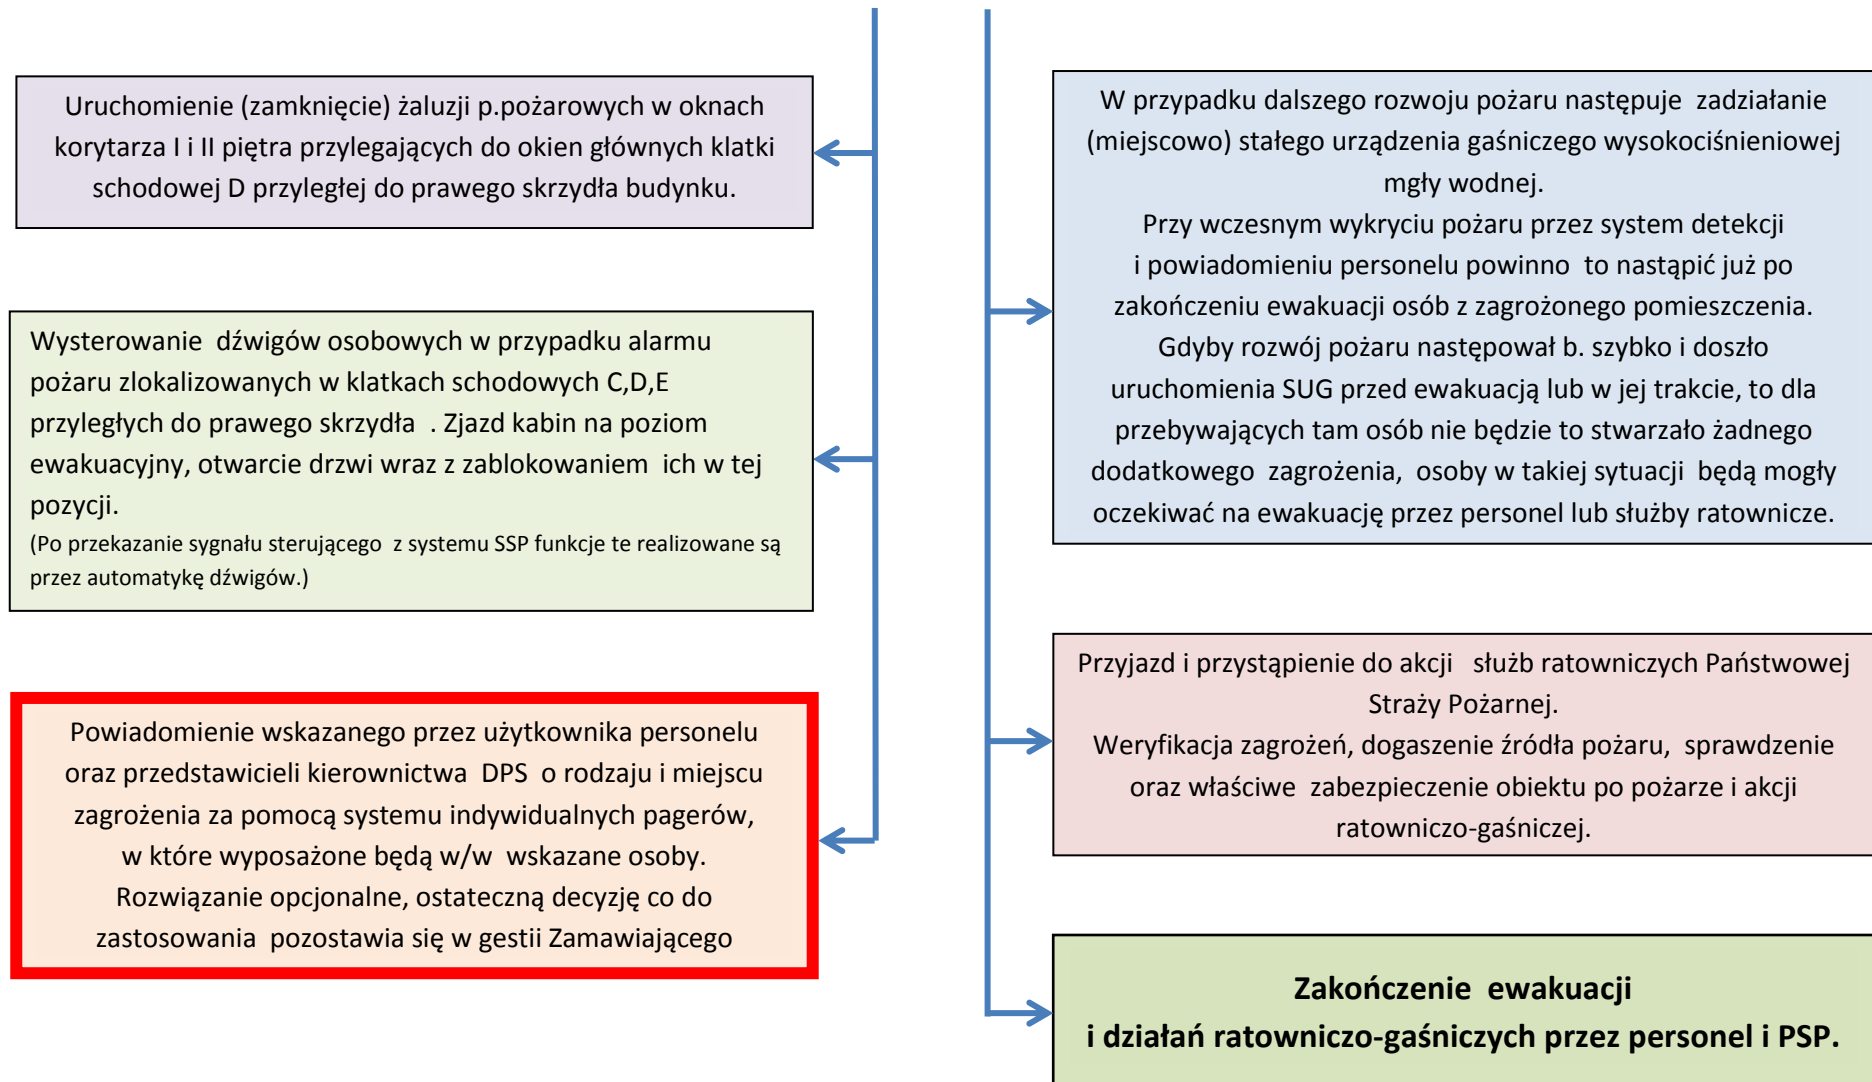 Uruchomienie (zamknięcie) żaluzji p.pożarowych w oknach
korytarza I i II piętra przylegających do okien głównych klatki
schodowej D przyległej do prawego skrzydła budynku.
Wysterowanie dźwigów osobowych w przypadku alarmu
pożaru zlokalizowanych w klatkach schodowych C,D,E
przyległych do prawego skrzydła . Zjazd kabin na poziom
ewakuacyjny, otwarcie drzwi wraz z zablokowaniem ich w tej
pozycji.
(Po przekazanie sygnału sterującego z systemu SSP funkcje te realizowane są
przez automatykę dźwigów.)
Powiadomienie wskazanego przez użytkownika personelu
oraz przedstawicieli kierownictwa DPS o rodzaju i miejscu
zagrożenia za pomocą systemu indywidualnych pagerów,
w które wyposażone będą w/w wskazane osoby.
Rozwiązanie opcjonalne, ostateczną decyzję co do
zastosowania pozostawia się w gestii Zamawiającego
W przypadku dalszego rozwoju pożaru następuje zadziałanie
(miejscowo) stałego urządzenia gaśniczego wysokociśnieniowej
mgły wodnej.
Przy wczesnym wykryciu pożaru przez system detekcji
i powiadomieniu personelu powinno to nastąpić już po
zakończeniu ewakuacji osób z zagrożonego pomieszczenia.
Gdyby rozwój pożaru następował b. szybko i doszło
uruchomienia SUG przed ewakuacją lub w jej trakcie, to dla
przebywających tam osób nie będzie to stwarzało żadnego
dodatkowego zagrożenia, osoby w takiej sytuacji będą mogły
oczekiwać na ewakuację przez personel lub służby ratownicze.
Przyjazd i przystąpienie do akcji służb ratowniczych Państwowej
Straży Pożarnej.
Weryfikacja zagrożeń, dogaszenie źródła pożaru, sprawdzenie
oraz właściwe zabezpieczenie obiektu po pożarze i akcji
ratowniczo-gaśniczej.
Zakończenie ewakuacji
i działań ratowniczo-gaśniczych przez personel i PSP.